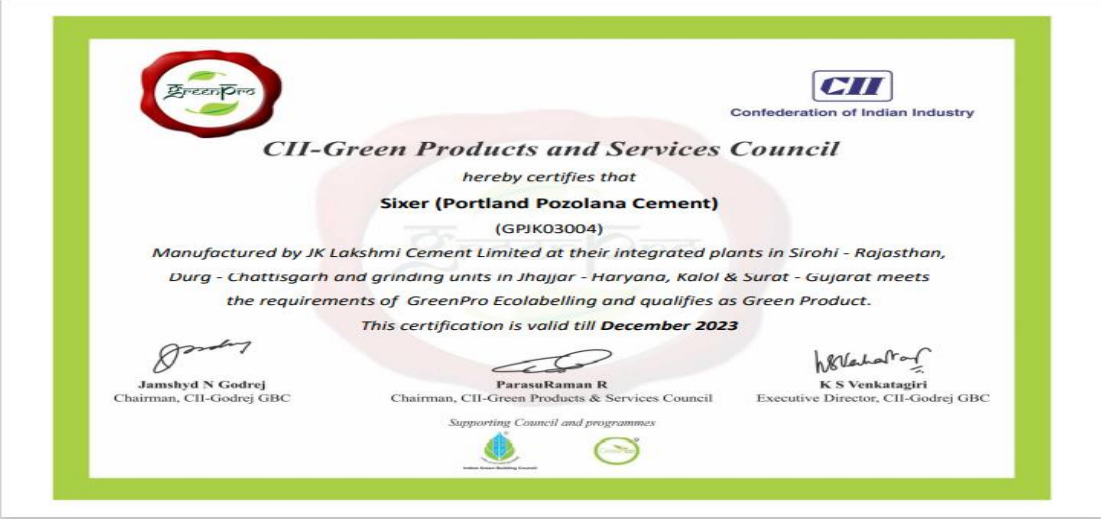 GreenPro
CII
Confederation of Indian Industry
CII-Green Products and Services Council
hereby certifies that
Sixer (Portland Pozolana Cement)
(GPJK03004)
Manufactured by JK Lakshmi Cement Limited at their integrated plants in Sirohi - Rajasthan,
Durg - Chattisgarh and grinding units in Jhajjar - Haryana, Kalol & Surat - Gujarat meets
the requirements of GreenPro Ecolabelling and qualifies as Green Product.
This certification is valid till December 2023
Jamshyd N Godrej
Chairman, CII-Godrej GBC
ParasuRaman R
Chairman, CII-Green Products & Services Council
K S Venkatagiri
Executive Director, CII-Godrej GBC
Supporting Council and programmes
Indian Green Building Council